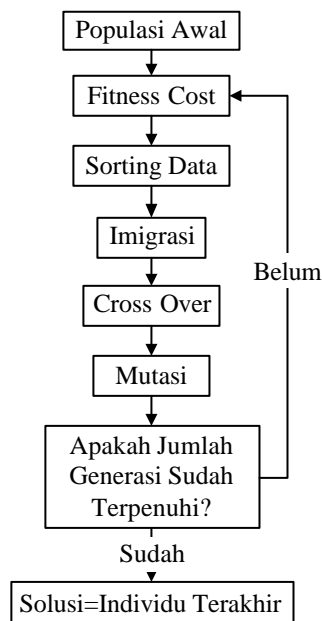 Populasi Awal
Fitness Cost
Sorting Data
Imigrasi
Belum
Cross Over
Mutasi
Apakah Jumlah
Generasi Sudah
Terpenuhi?
Sudah
Solusi=Individu Terakhir